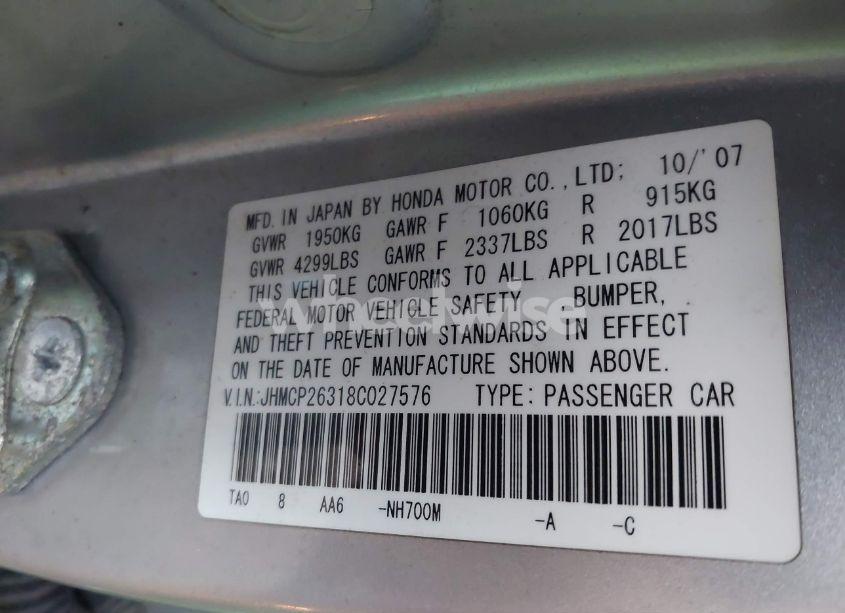 MFD. IN JAPAN BY HONDA MOTOR CO.,LTD; 10/'07
GVWR 1950KG GAWR F 1060KG R 915KG
GVWR 4299LBS GAWR F 2337LBS R 2017LBS
THIS VEHICLE CONFORMS TO ALL APPLICABLE
FEDERAL MOTOR VEHICLE SAFETY, BUMPER,
AND THEFT PREVENTION STANDARDS IN EFFECT
ON THE DATE OF MANUFACTURE SHOWN ABOVE.
V.I.N.:JHMCP26318C027576 TYPE: PASSENGER CAR
TA0 8 AA6 -NH700M -A -C
wheelwise